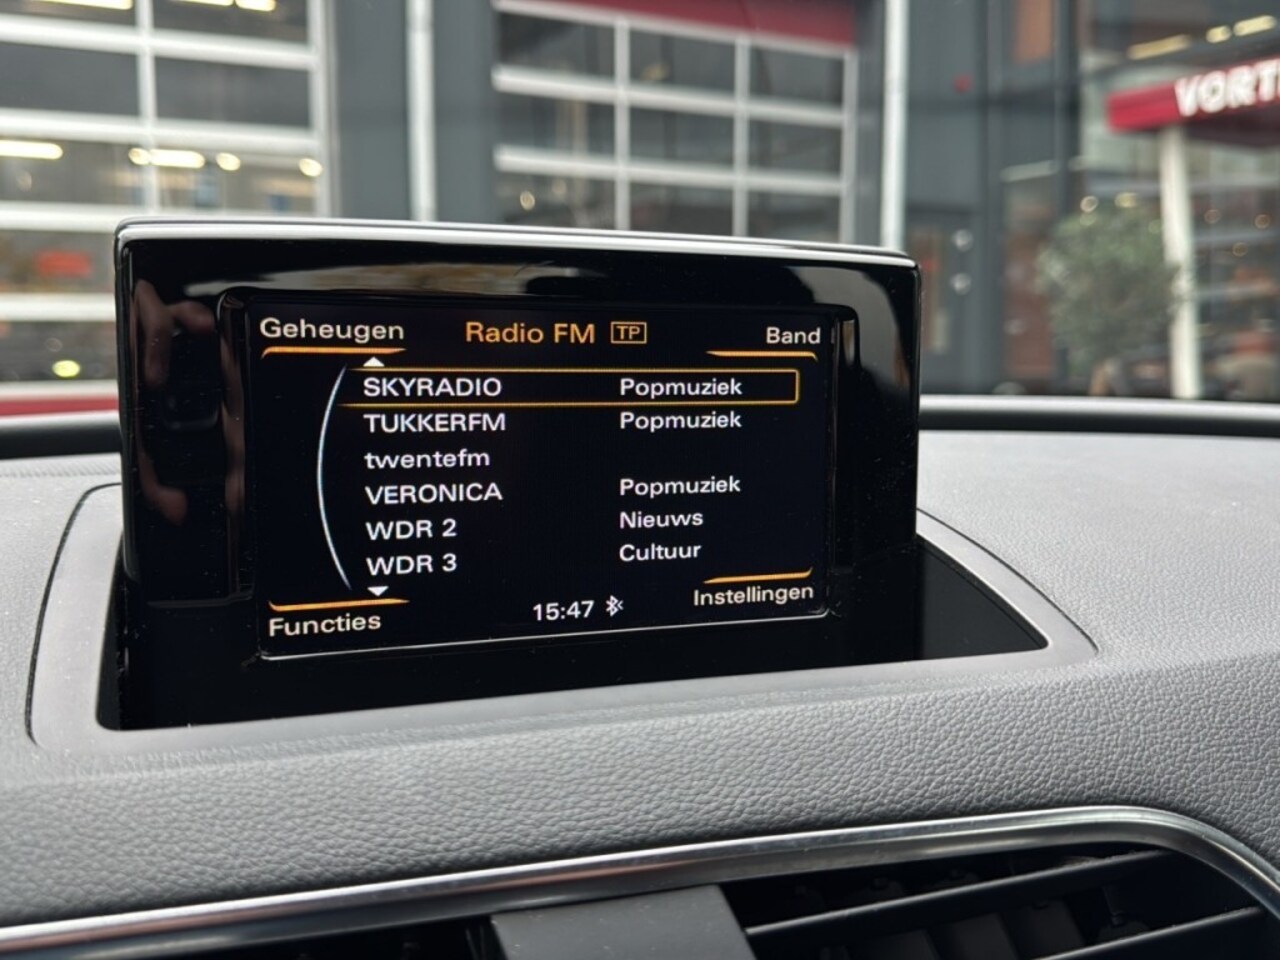 VØRT
Geheugen Radio FM TP Band
SKYRADIO Popmuziek
TUKKERFM Popmuziek
twentefm
VERONICA Popmuziek
WDR 2 Nieuws
WDR 3 Cultuur
Functies 15:47 Instellingen